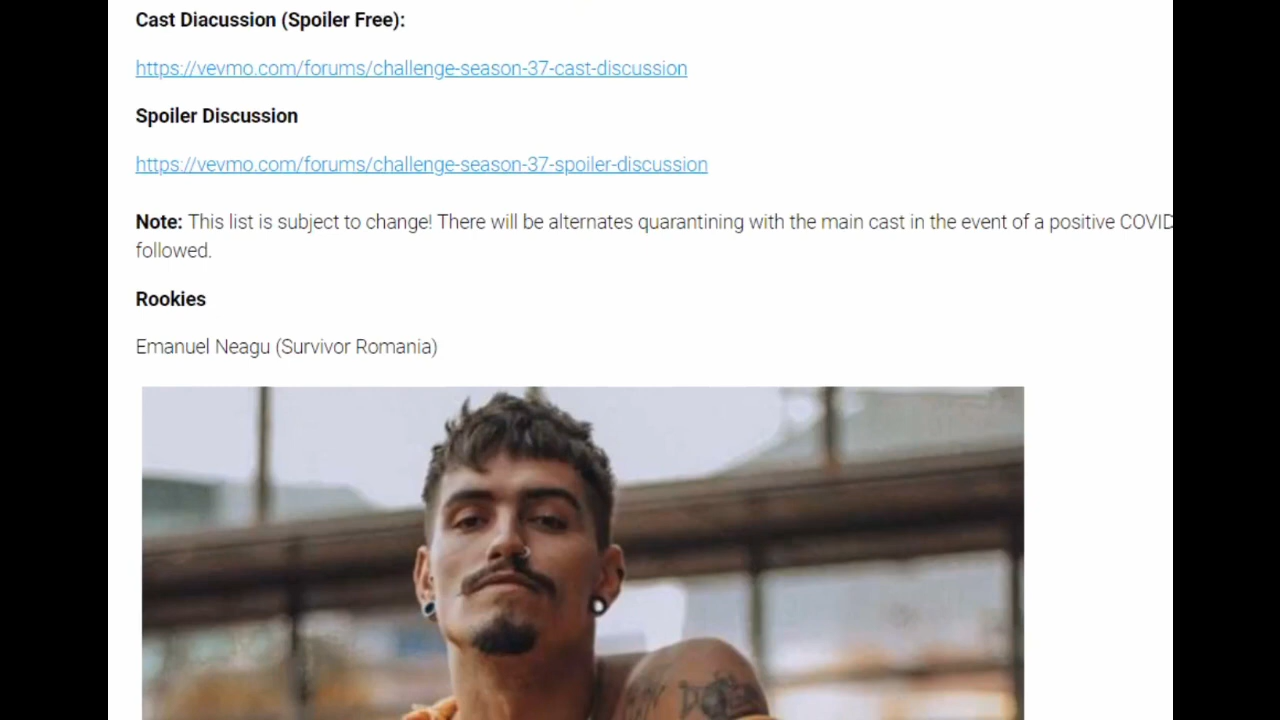 Cast Diacussion (Spoiler Free):
https://vevmo.com/forums/challenge-season-37-cast-discussion
Spoiler Discussion
https://vevmo.com/forums/challenge-season-37-spoiler-discussion
Note: This list is subject to change! There will be alternates quarantining with the main cast in the event of a positive COVID
followed.
Rookies
Emanuel Neagu (Survivor Romania)